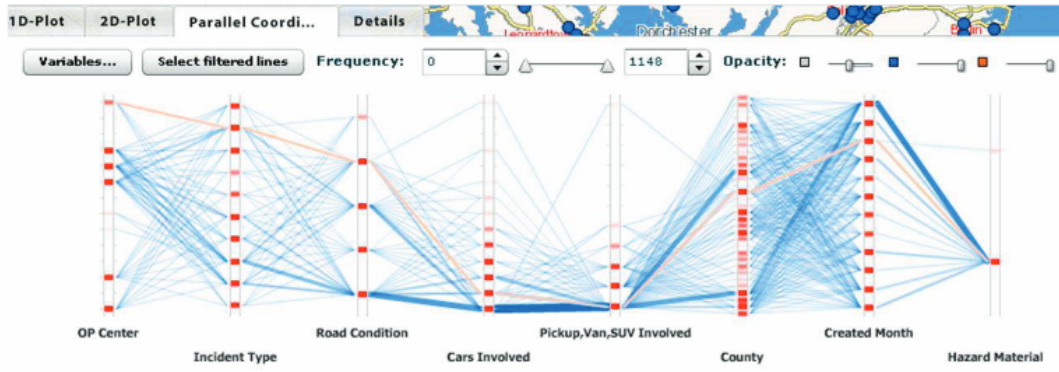 1D-Plot 2D-Plot Parallel Coordi... Details
Dorchester
Variables... Select filtered lines Frequency: 0 1148 Opacity:
OP Center Road Condition Pickup,Van,SUV Involved Created Month
Incident Type Cars Involved County Hazard Material